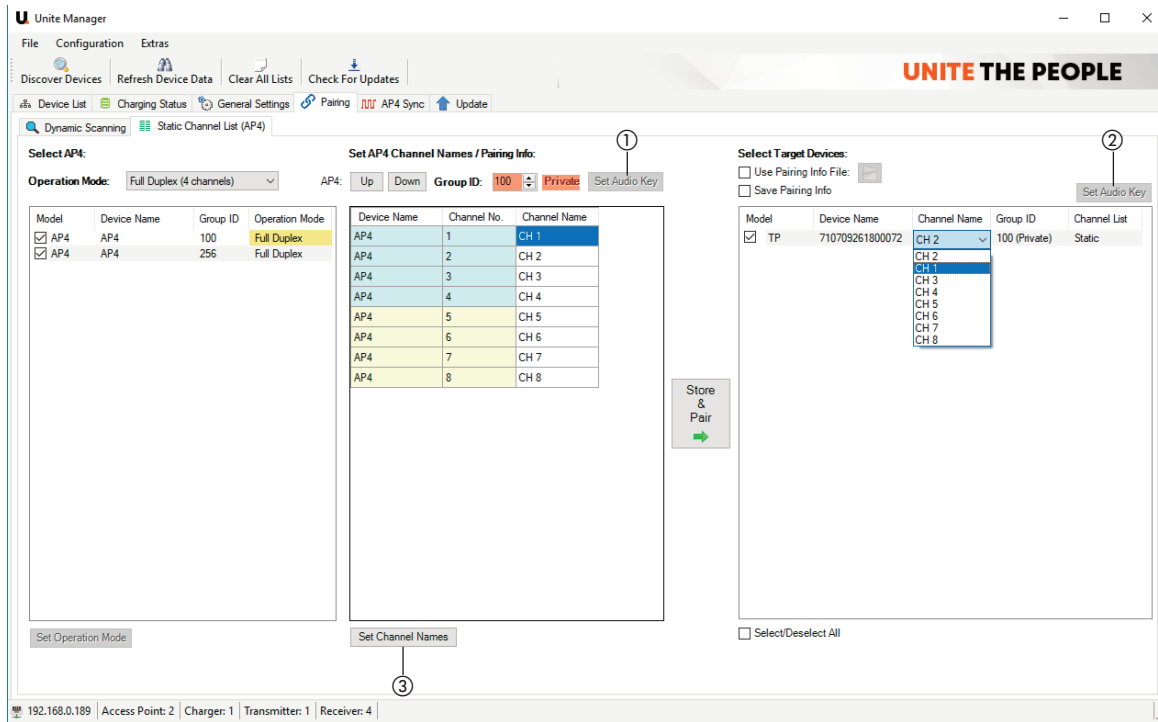 U. Unite Manager
File Configuration Extras
Discover Devices Refresh Device Data Clear All Lists Check For Updates
UNITE THE PEOPLE
Device List Charging Status General Settings Pairing AP4 Sync Update
Dynamic Scanning Static Channel List (AP4)
① ②
Select AP4: Set AP4 Channel Names / Pairing Info: Select Target Devices:
Use Pairing Info File:
Operation Mode: Full Duplex (4 channels) AP4: Up Down Group ID: 100 Private Set Audio Key
Save Pairing Info Set Audio Key
Model Device Name Group ID Operation Mode
AP4 AP4 100 Full Duplex
AP4 AP4 256 Full Duplex
Device Name Channel No. Channel Name
AP4 1 CH 1
AP4 2 CH 2
AP4 3 CH 3
AP4 4 CH 4
AP4 5 CH 5
AP4 6 CH 6
AP4 7 CH 7
AP4 8 CH 8
Store
&
Pair
Model Device Name Channel Name Group ID Channel List
TP 710709261800072 CH 2 100 (Private) Static
CH 2
CH 1
CH 3
CH 4
CH 5
CH 6
CH 7
CH 8
Set Operation Mode Set Channel Names Select/Deselect All
③
192.168.0.189 Access Point: 2 Charger: 1 Transmitter: 1 Receiver: 4